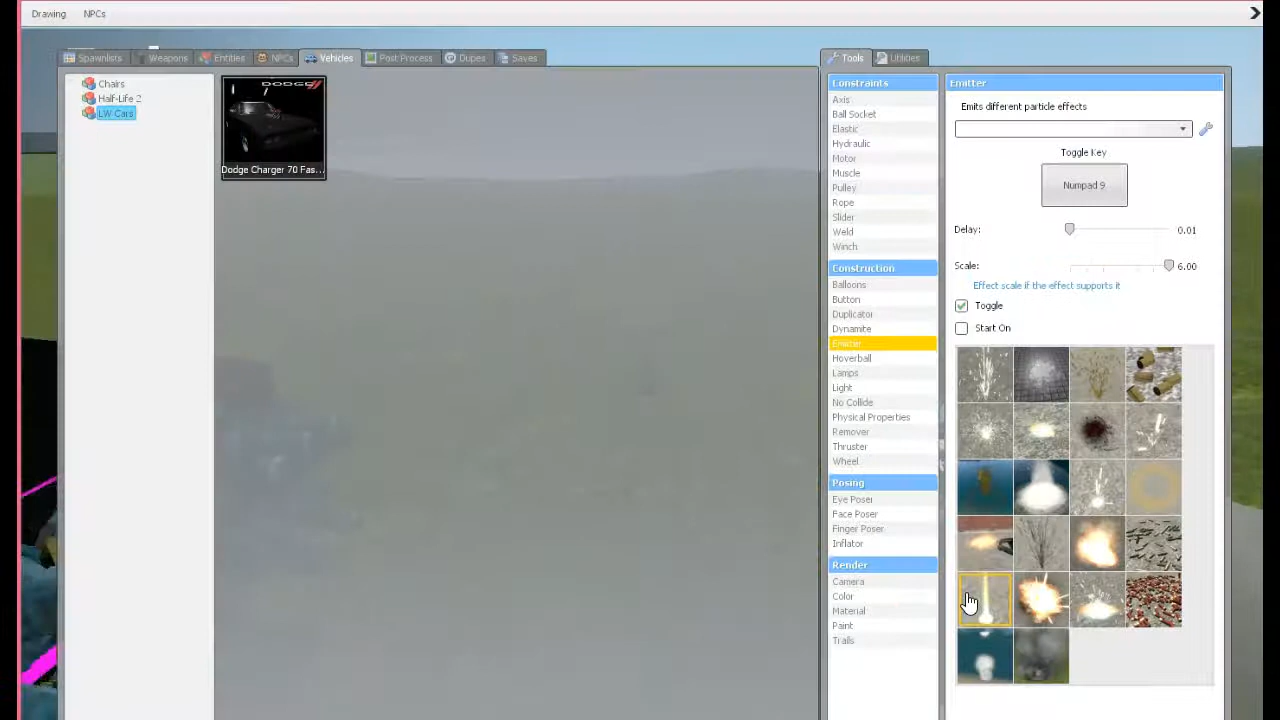 Drawing NPCs
Spawnlists Weapons Entities NPCs Vehicles Post Process Dupes Saves
Tools Utilities
Chairs
Half-Life 2
LW Cars
DODGE
Dodge Charger 70 Fas...
Constraints
Axis
Ball Socket
Elastic
Hydraulic
Motor
Muscle
Pulley
Rope
Slider
Weld
Winch
Construction
Balloons
Button
Duplicator
Dynamite
Emitter
Hoverball
Lamps
Light
No Collide
Physical Properties
Remover
Thruster
Wheel
Posing
Eye Poser
Face Poser
Finger Poser
Inflator
Render
Camera
Color
Material
Paint
Trails
Emitter
Emits different particle effects
Toggle Key
Numpad 9
Delay: 0.01
Scale: 6.00
Effect scale if the effect supports it
Toggle
Start On